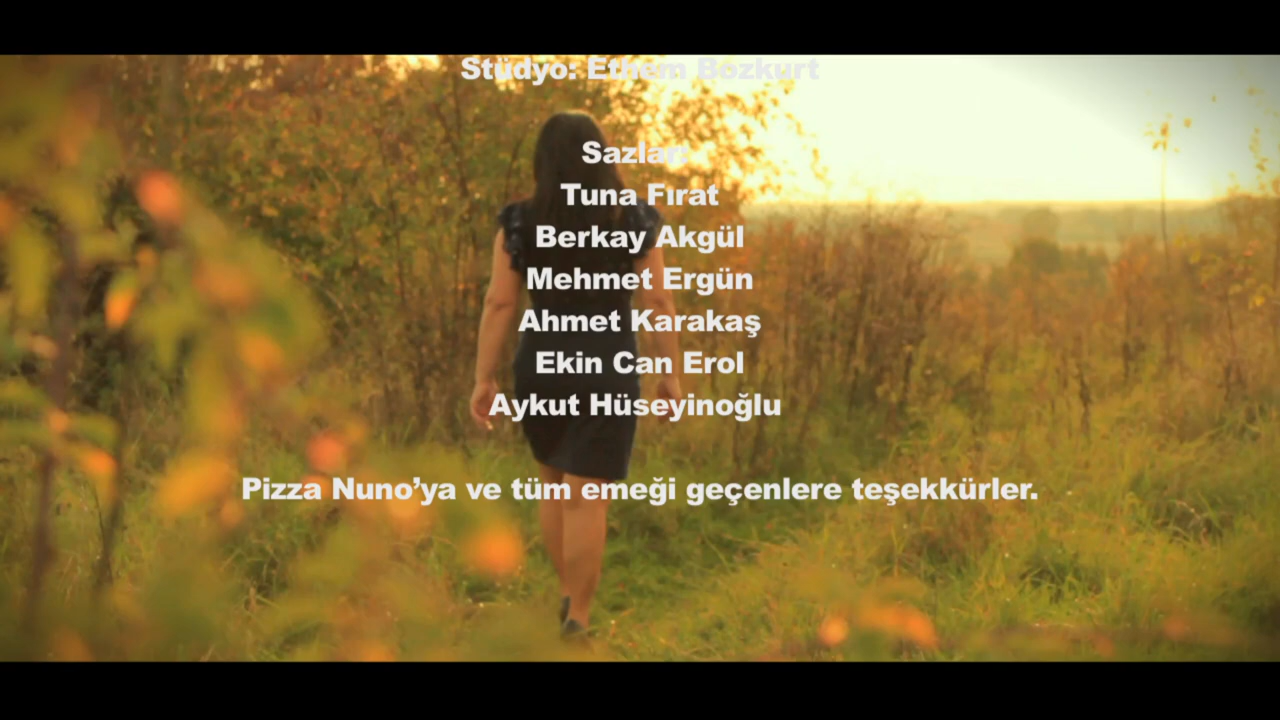 Stüdyo: Ethem Bozkurt
Sazlar:
Tuna Fırat
Berkay Akgül
Mehmet Ergün
Ahmet Karakaş
Ekin Can Erol
Aykut Hüseyinoğlu
Pizza Nuno’ya ve tüm emeği geçenlere teşekkürler.